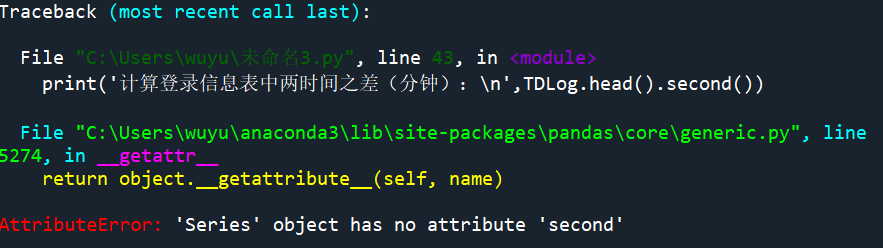 Traceback (most recent call last):
File "C:\Users\wuyu\未命名3.py", line 43, in <module>
print('计算登录信息表中两时间之差（分钟）：\n',TDLog.head().second())
File "C:\Users\wuyu\anaconda3\lib\site-packages\pandas\core\generic.py", line
5274, in __getattr__
return object.__getattribute__(self, name)
AttributeError: 'Series' object has no attribute 'second'